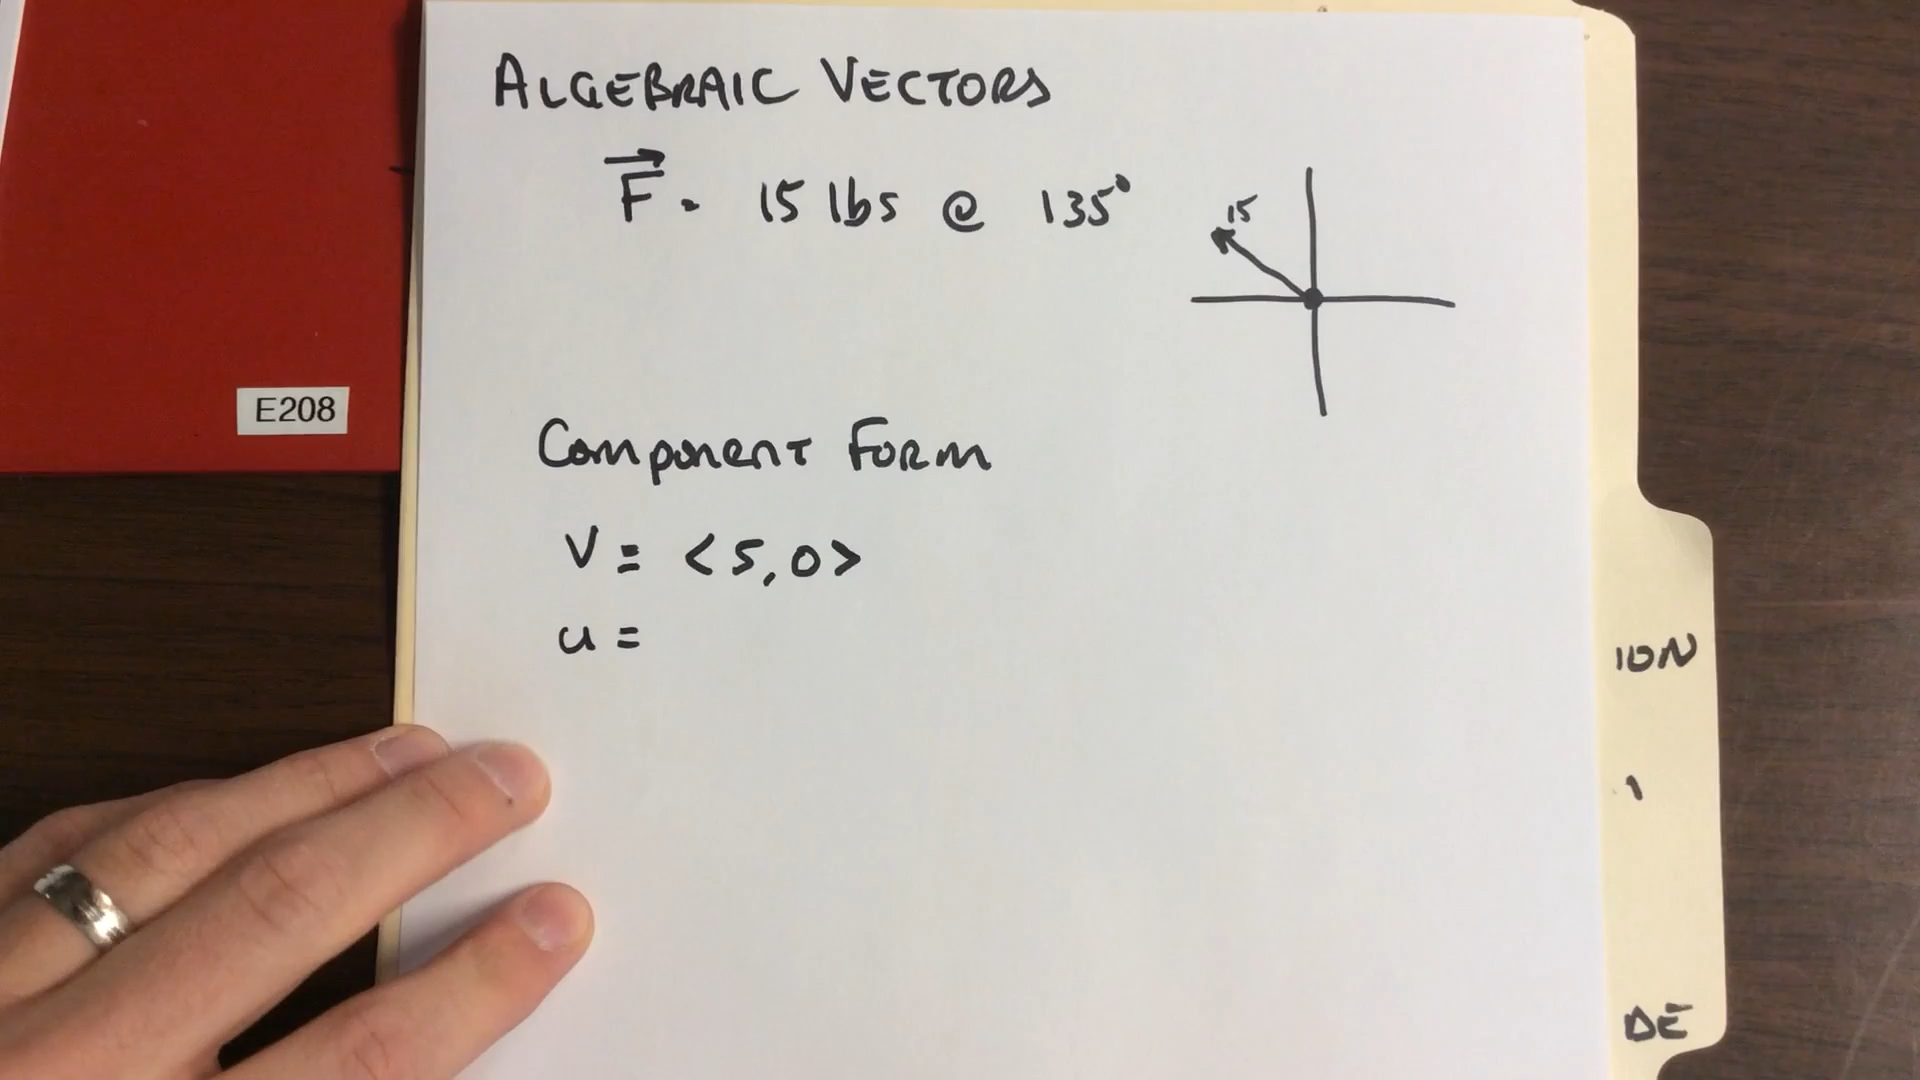 ALGEBRAIC VECTORS
F = 15 lbs @ 135°
15
E208
Component Form
V = <5,0>
u =
ION
DE